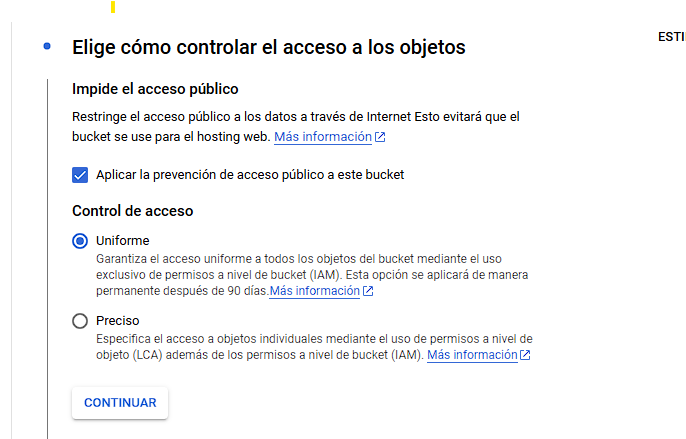 ESTI
Elige cómo controlar el acceso a los objetos
Impide el acceso público
Restringe el acceso público a los datos a través de Internet Esto evitará que el
bucket se use para el hosting web. Más información
Aplicar la prevención de acceso público a este bucket
Control de acceso
Uniforme
Garantiza el acceso uniforme a todos los objetos del bucket mediante el uso
exclusivo de permisos a nivel de bucket (IAM). Esta opción se aplicará de manera
permanente después de 90 días.Más información
Preciso
Especifica el acceso a objetos individuales mediante el uso de permisos a nivel de
objeto (LCA) además de los permisos a nivel de bucket (IAM). Más información
CONTINUAR